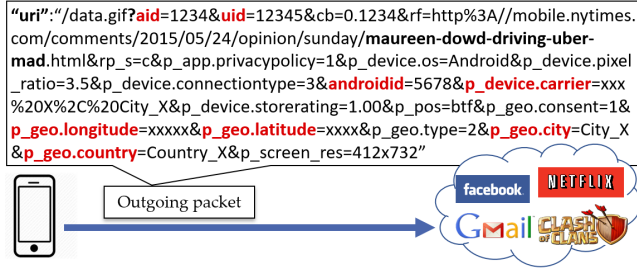 "uri":"/data.gif?aid=1234&uid=12345&cb=0.1234&rf=http%3A//mobile.nytimes.
com/comments/2015/05/24/opinion/sunday/maureen-dowd-driving-uber-
mad.html&rp_s=c&p_app.privacypolicy=1&p_device.os=Android&p_device.pixel
_ratio=3.5&p_device.connectiontype=3&androidid=5678&p_device.carrier=xxx
%20X%2C%20City_X&p_device.storerating=1.00&p_pos=btf&p_geo.consent=1&
p_geo.longitude=xxxxx&p_geo.latitude=xxxx&p_geo.type=2&p_geo.city=City_X
&p_geo.country=Country_X&p_screen_res=412x732"
Outgoing packet
facebook.
NETFLIX
Gmail
CLASH
OF CLANS